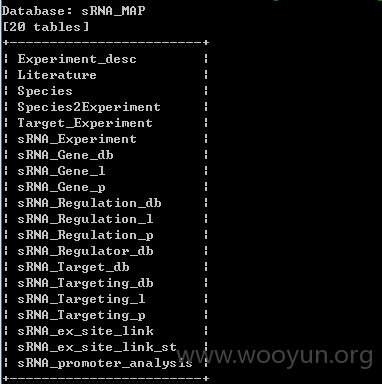 Database: sRNA_MAP
[20 tables]
+-------------------------+
¦ Experiment_desc ¦
¦ Literature ¦
¦ Species ¦
¦ Species2Experiment ¦
¦ Target_Experiment ¦
¦ sRNA_Experiment ¦
¦ sRNA_Gene_db ¦
¦ sRNA_Gene_l ¦
¦ sRNA_Gene_p ¦
¦ sRNA_Regulation_db ¦
¦ sRNA_Regulation_l ¦
¦ sRNA_Regulation_p ¦
¦ sRNA_Regulator_db ¦
¦ sRNA_Target_db ¦
¦ sRNA_Targeting_db ¦
¦ sRNA_Targeting_l ¦
¦ sRNA_Targeting_p ¦
¦ sRNA_ex_site_link ¦
¦ sRNA_ex_site_link_st ¦
¦ sRNA_promoter_analysis ¦
+-------------------------+
www.wooyun.org